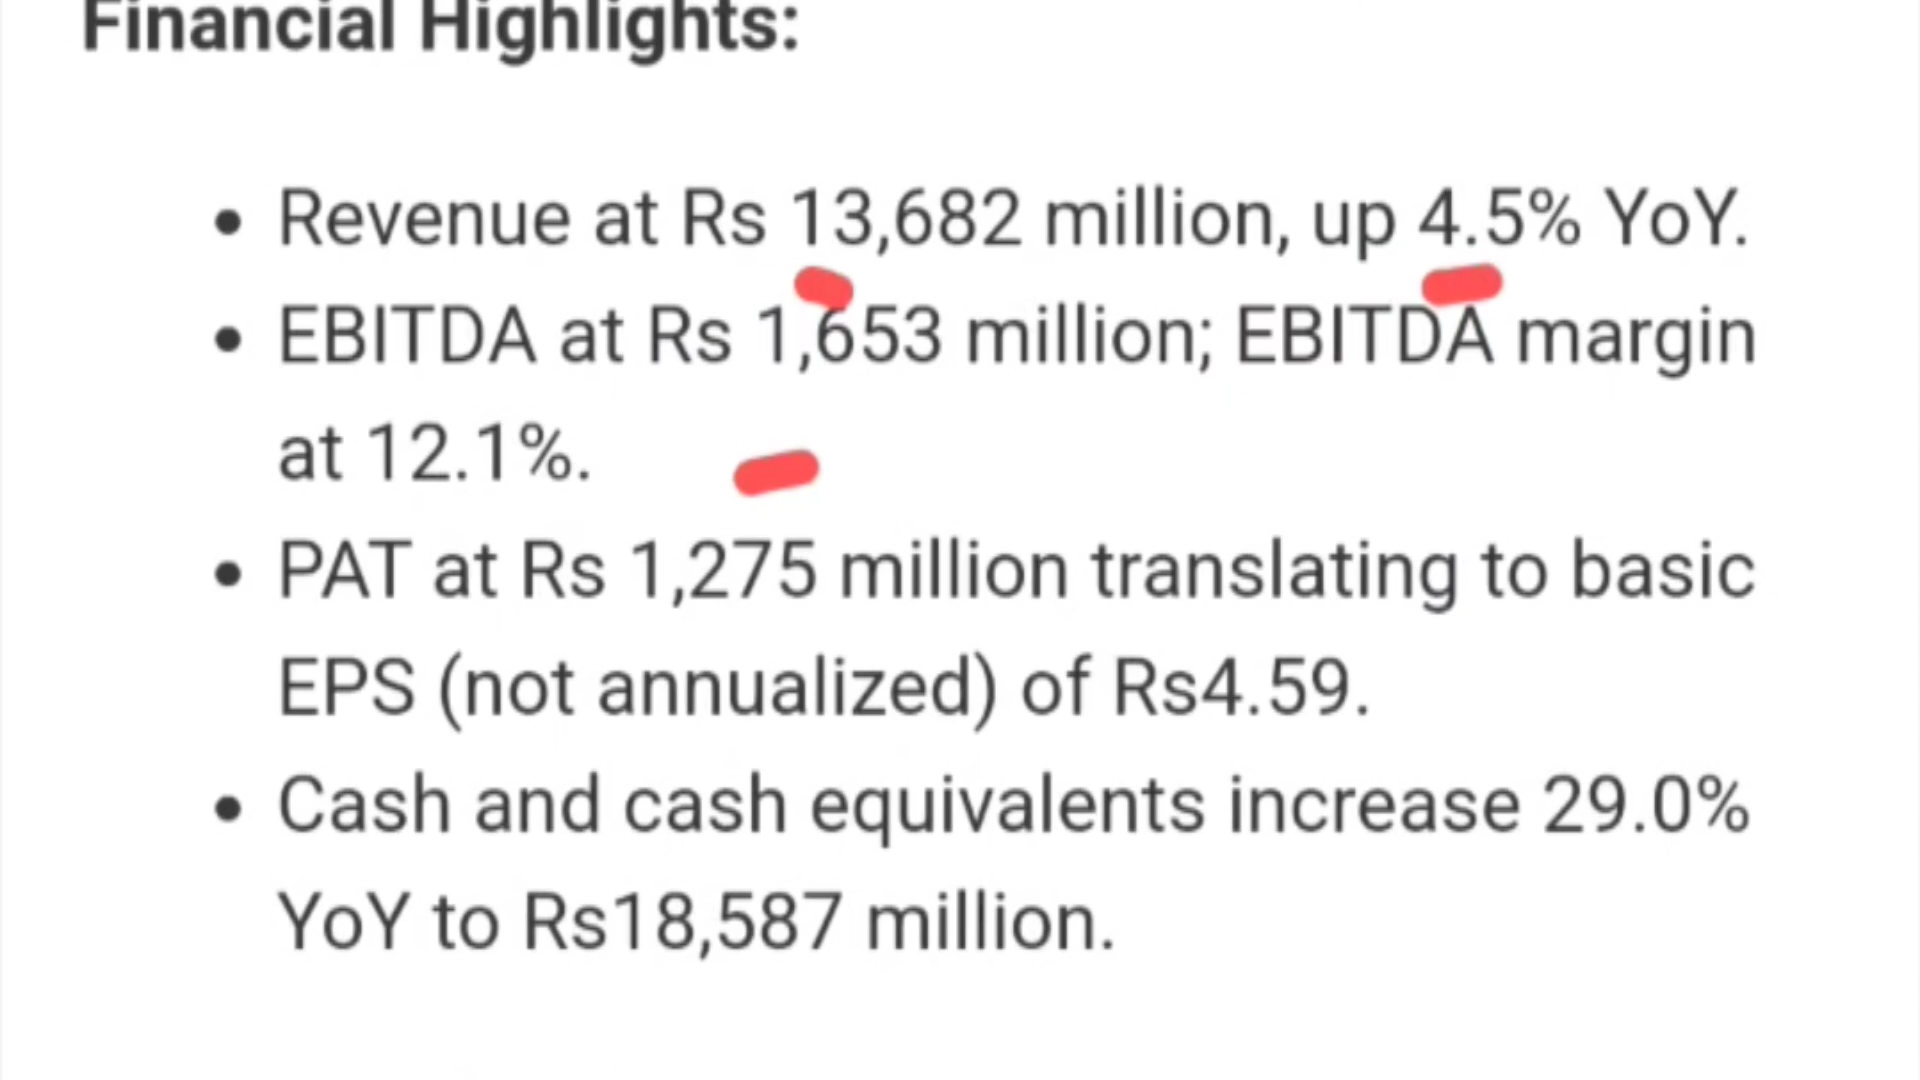 Financial Highlights:
• Revenue at Rs 13,682 million, up 4.5% YoY.
• EBITDA at Rs 1,653 million; EBITDA margin
at 12.1%.
• PAT at Rs 1,275 million translating to basic
EPS (not annualized) of Rs4.59.
• Cash and cash equivalents increase 29.0%
YoY to Rs18,587 million.